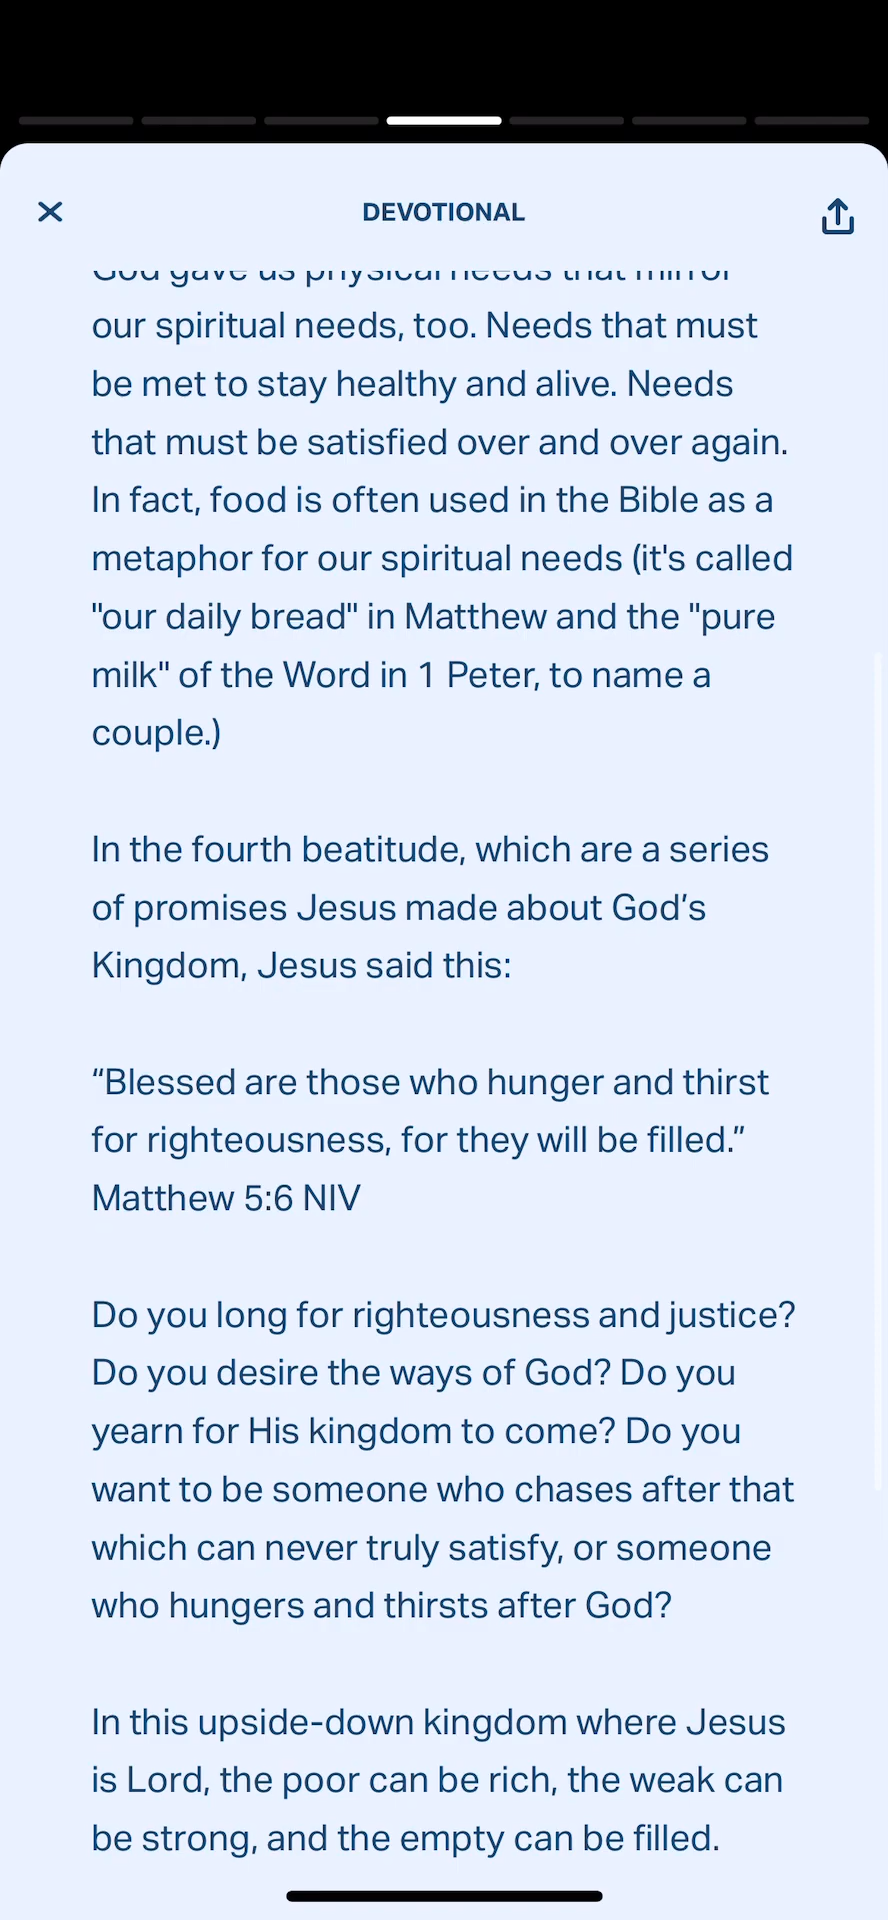 DEVOTIONAL
God gave us physical needs that mirror
our spiritual needs, too. Needs that must
be met to stay healthy and alive. Needs
that must be satisfied over and over again.
In fact, food is often used in the Bible as a
metaphor for our spiritual needs (it's called
"our daily bread" in Matthew and the "pure
milk" of the Word in 1 Peter, to name a
couple.)
In the fourth beatitude, which are a series
of promises Jesus made about God’s
Kingdom, Jesus said this:
“Blessed are those who hunger and thirst
for righteousness, for they will be filled.”
Matthew 5:6 NIV
Do you long for righteousness and justice?
Do you desire the ways of God? Do you
yearn for His kingdom to come? Do you
want to be someone who chases after that
which can never truly satisfy, or someone
who hungers and thirsts after God?
In this upside-down kingdom where Jesus
is Lord, the poor can be rich, the weak can
be strong, and the empty can be filled.